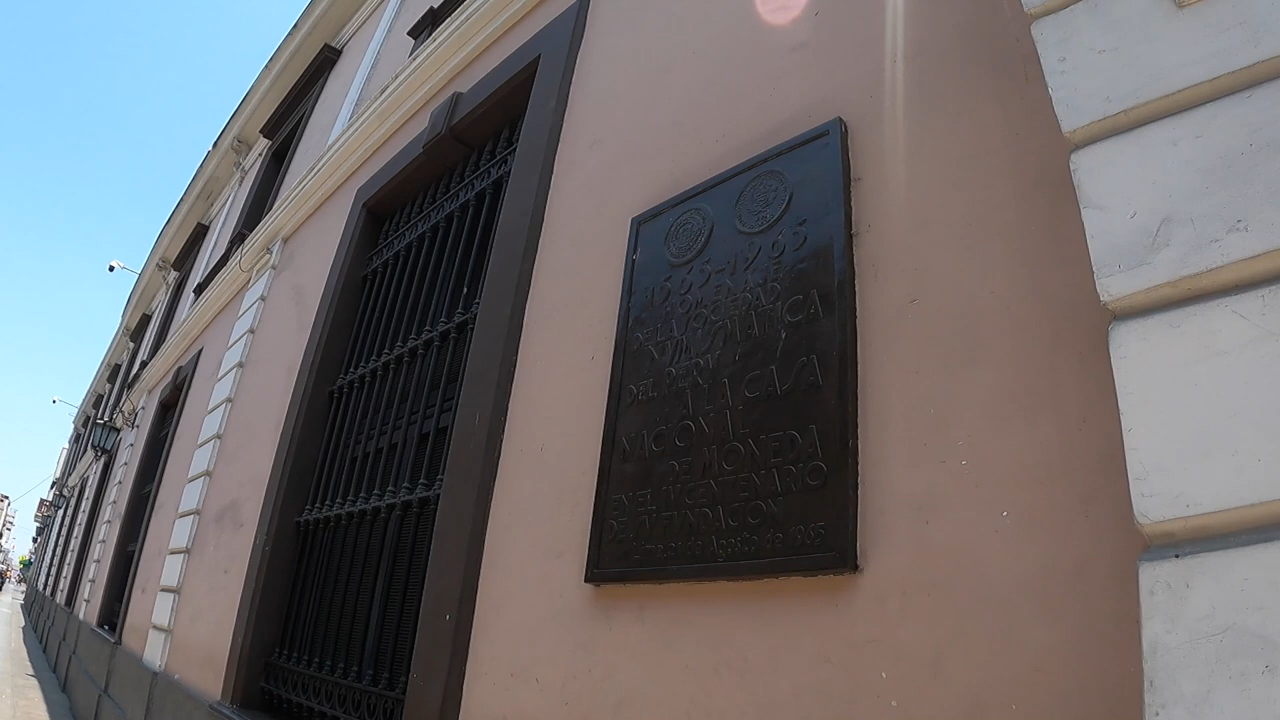 1565-1965
HOMENAJE
DE LA SOCIEDAD
NUMISMATICA
DEL PERU
A LA CASA
NACIONAL
DE MONEDA
EN EL IV CENTENARIO
DE SU FUNDACION
de Agosto de 1965